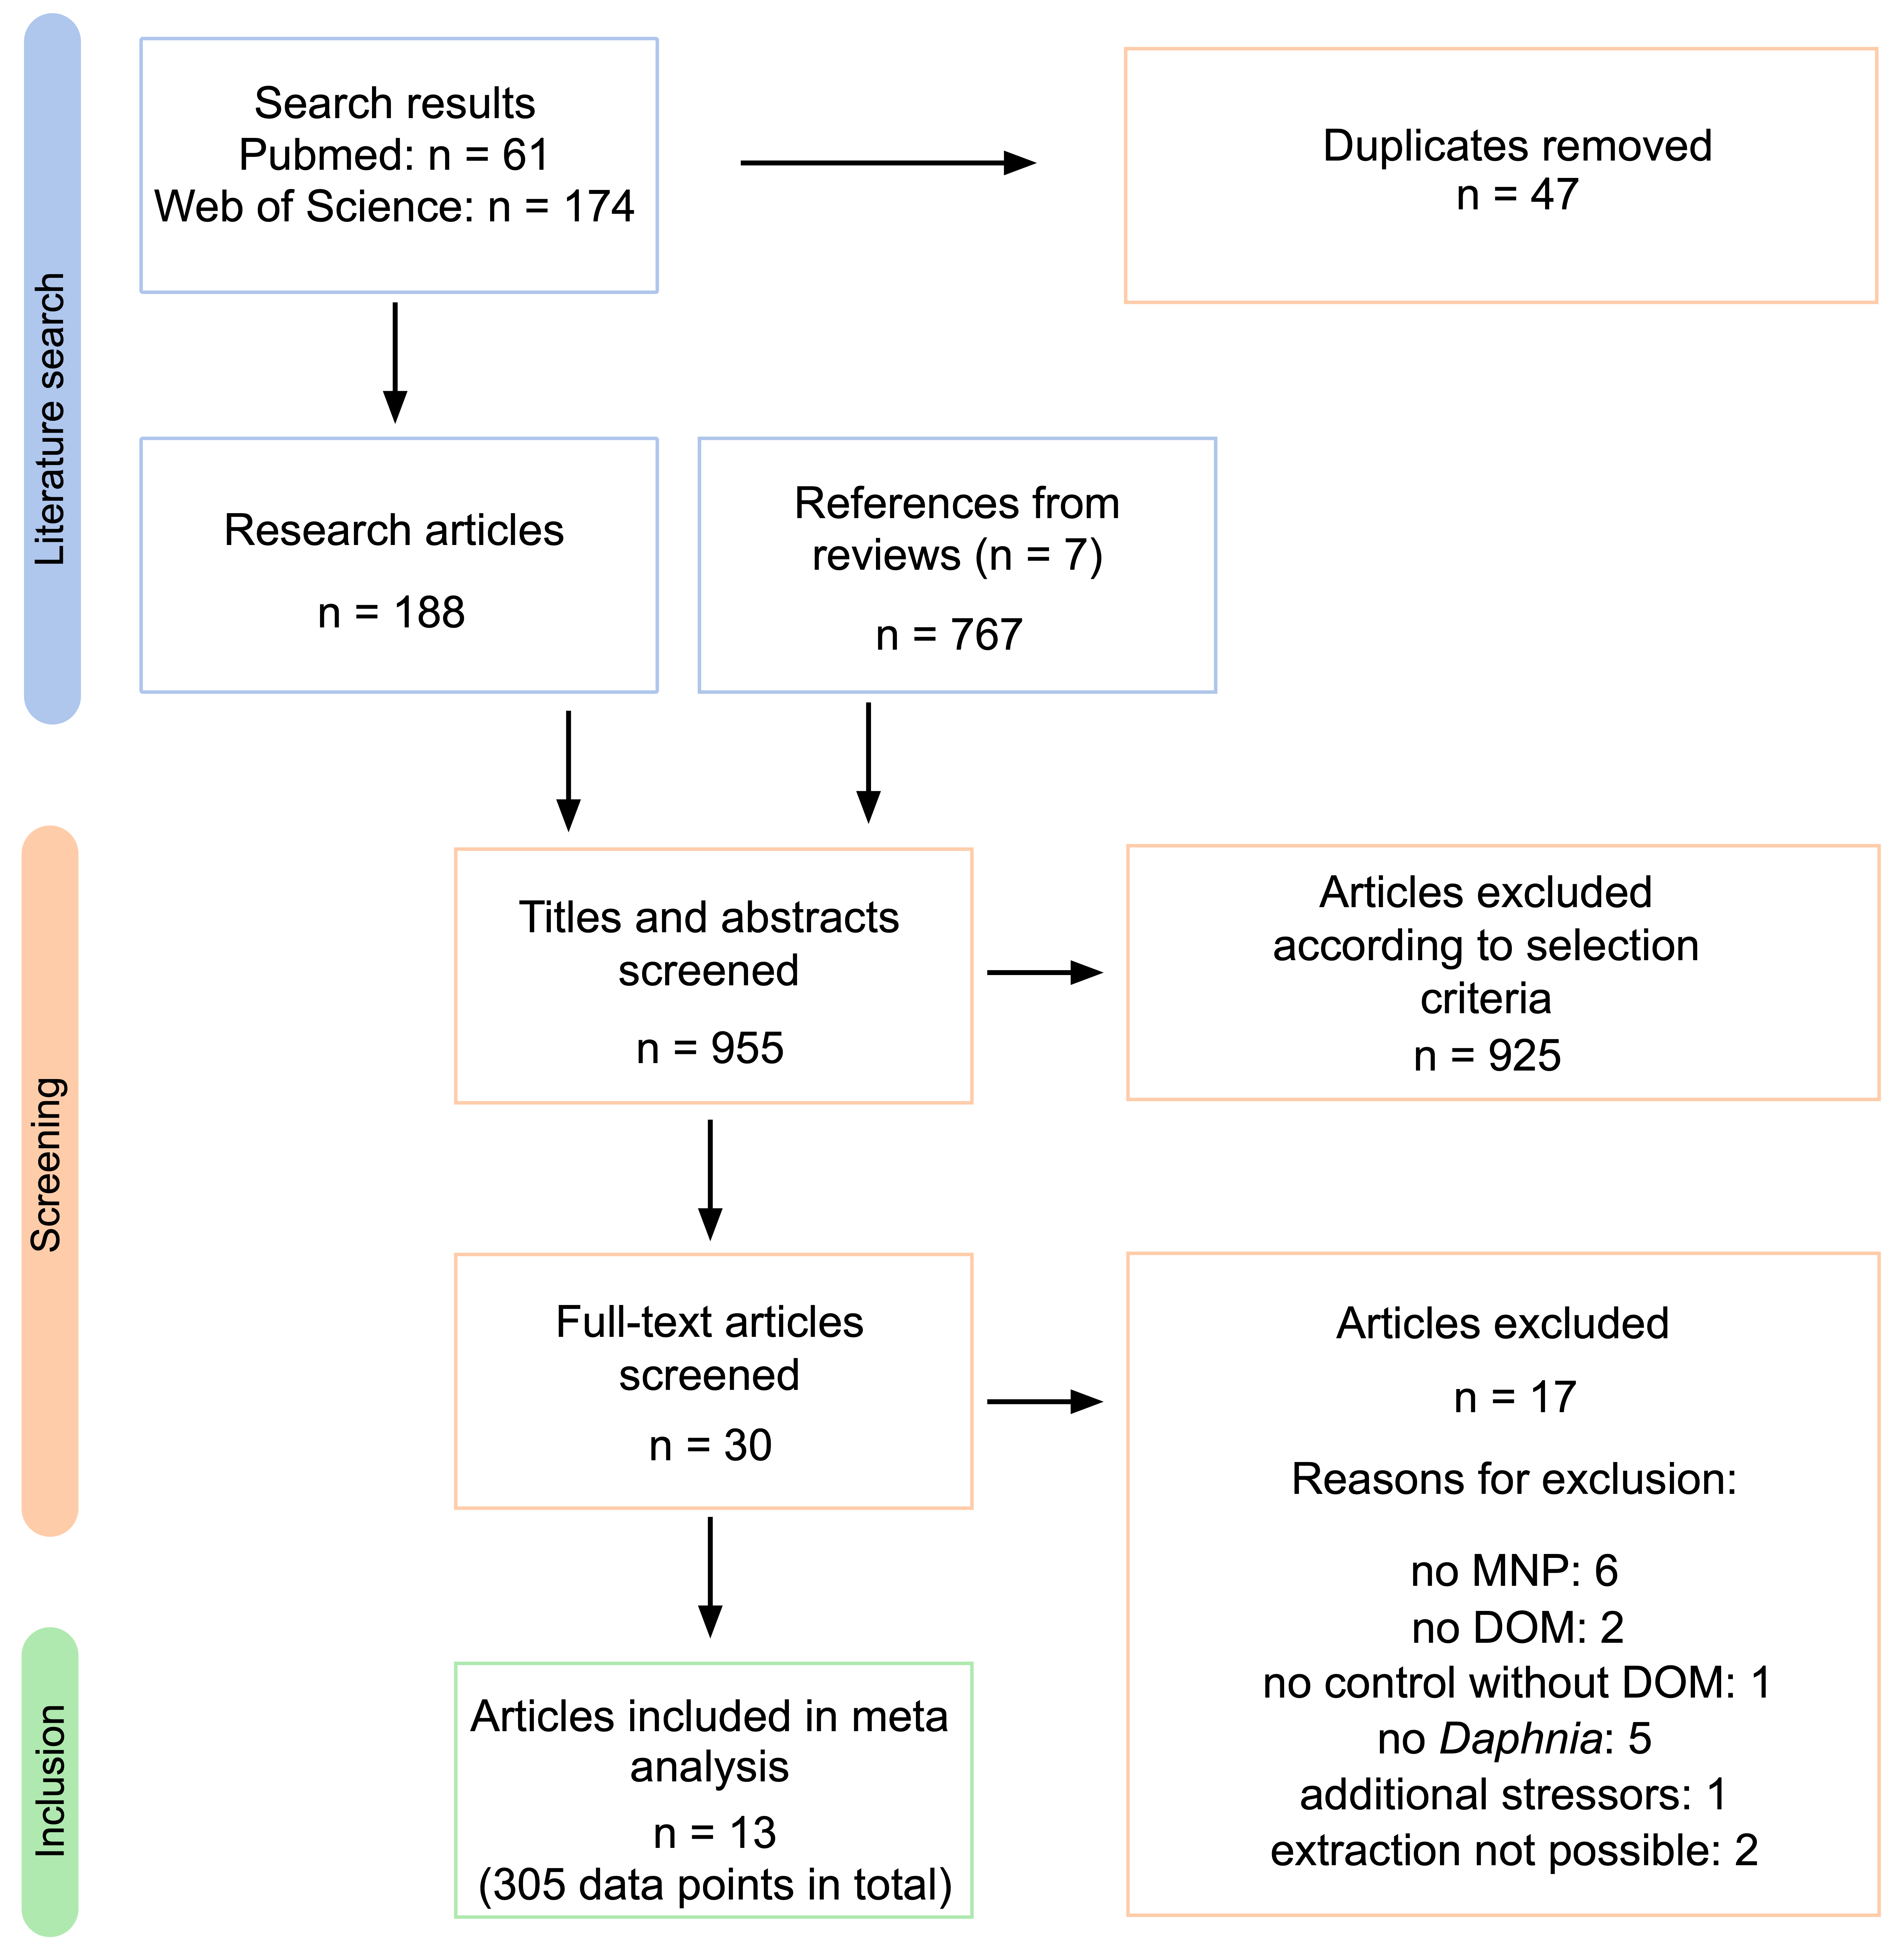 Literature search
Search results
Pubmed: n = 61
Web of Science: n = 174
Duplicates removed
n = 47
Research articles
n = 188
References from
reviews (n = 7)
n = 767
Screening
Titles and abstracts
screened
n = 955
Articles excluded
according to selection
criteria
n = 925
Full-text articles
screened
n = 30
Articles excluded
n = 17
Reasons for exclusion:
no MNP: 6
no DOM: 2
no control without DOM: 1
no Daphnia: 5
additional stressors: 1
extraction not possible: 2
Inclusion
Articles included in meta
analysis
n = 13
(305 data points in total)